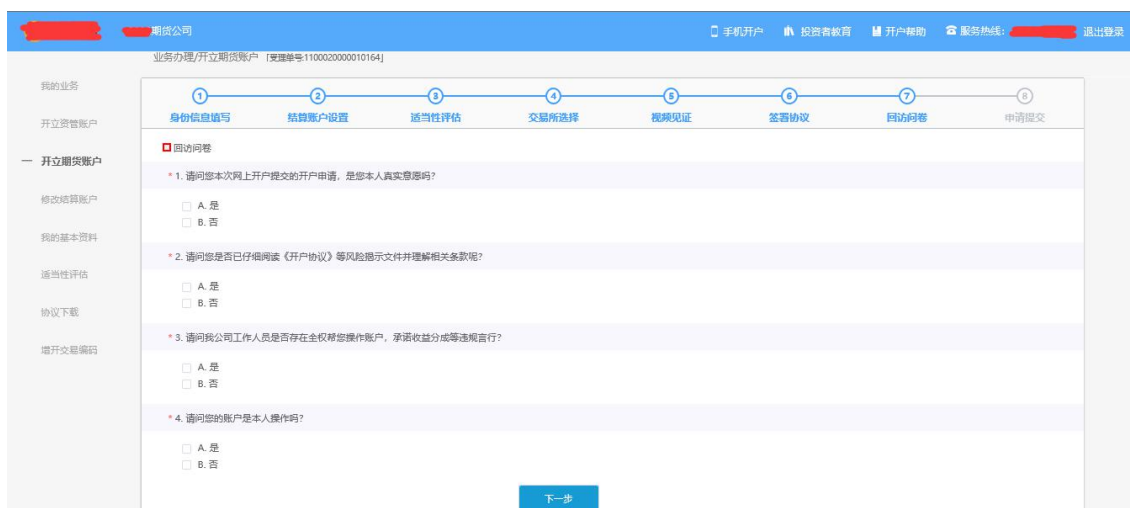 期货公司
手机开户 投资者教育 开户帮助 服务热线: 退出登录
业务办理/开立期货账户 「受理单号:1100020000010164」
我的业务
开立资管账户
一 开立期货账户
修改结算账户
我的基本资料
适当性评估
协议下载
增开交易编码
1 2 3 4 5 6 7 8
身份信息填写 结算账户设置 适当性评估 交易所选择 视频见证 签署协议 回访问卷 申请提交
回访问卷
* 1. 请问您本次网上开户提交的开户申请，是您本人真实意愿吗?
A. 是
B. 否
* 2. 请问您是否已仔细阅读《开户协议》等风险揭示文件并理解相关条款呢?
A. 是
B. 否
* 3. 请问我公司工作人员是否存在全权帮您操作账户，承诺收益分成等违规言行?
A. 是
B. 否
* 4. 请问您的账户是本人操作吗?
A. 是
B. 否
下一步